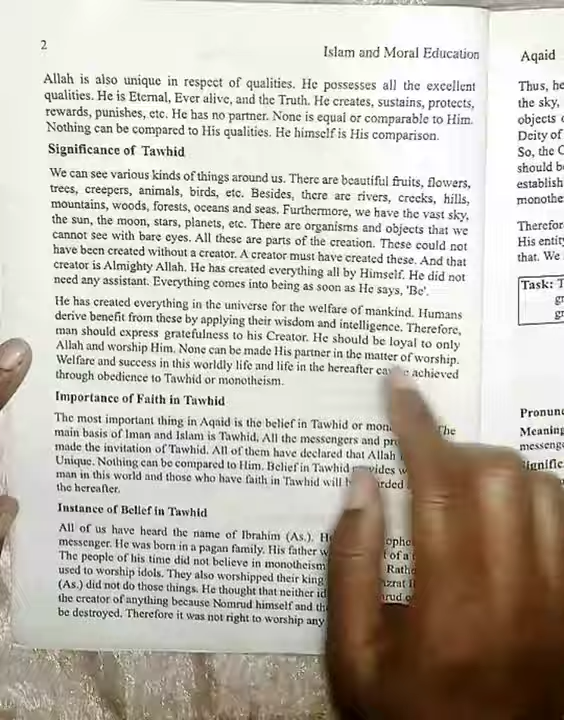 2
Islam and Moral Education
Allah is also unique in respect of qualities. He possesses all the excellent
qualities. He is Eternal, Ever alive, and the Truth. He creates, sustains, protects,
rewards, punishes, etc. He has no partner. None is equal or comparable to Him.
Nothing can be compared to His qualities. He himself is His comparison.
Significance of Tawhid
We can see various kinds of things around us. There are beautiful fruits, flowers,
trees, creepers, animals, birds, etc. Besides, there are rivers, creeks, hills,
mountains, woods, forests, oceans and seas. Furthermore, we have the vast sky,
the sun, the moon, stars, planets, etc. There are organisms and objects that we
cannot see with bare eyes. All these are parts of the creation. These could not
have been created without a creator. A creator must have created these. And that
creator is Almighty Allah. He has created everything all by Himself. He did not
need any assistant. Everything comes into being as soon as He says, 'Be'.
He has created everything in the universe for the welfare of mankind. Humans
derive benefit from these by applying their wisdom and intelligence. Therefore,
man should express gratefulness to his Creator. He should be loyal to only
Allah and worship Him. None can be made His partner in the matter of worship.
Welfare and success in this worldly life and life in the hereafter achieved
through obedience to Tawhid or monotheism.
Importance of Faith in Tawhid
The most important thing in Aqaid is the belief in Tawhid or The
main basis of Iman and Islam is Tawhid. All the messengers and
made the invitation of Tawhid. All of them have declared that Allah
Unique. Nothing can be compared to Him. Belief in Tawhid
man in this world and those who have faith in Tawhid will
the hereafter.
Instance of Belief in Tawhid
All of us have heard the name of Ibrahim (As.).
messenger. He was born in a pagan family. His father of a
The people of his time did not believe in monotheism
used to worship idols. They also worshipped their king
(As.) did not do those things. He thought that neither
the creator of anything because Nomrud himself and
be destroyed. Therefore it was not right to worship any
Aqaid
Thus, he
the sky,
objects
Deity of
So, the
should b
establish
monothe
Therefor
His entity
that. We
Task:
Pronun
Meaning
messeng